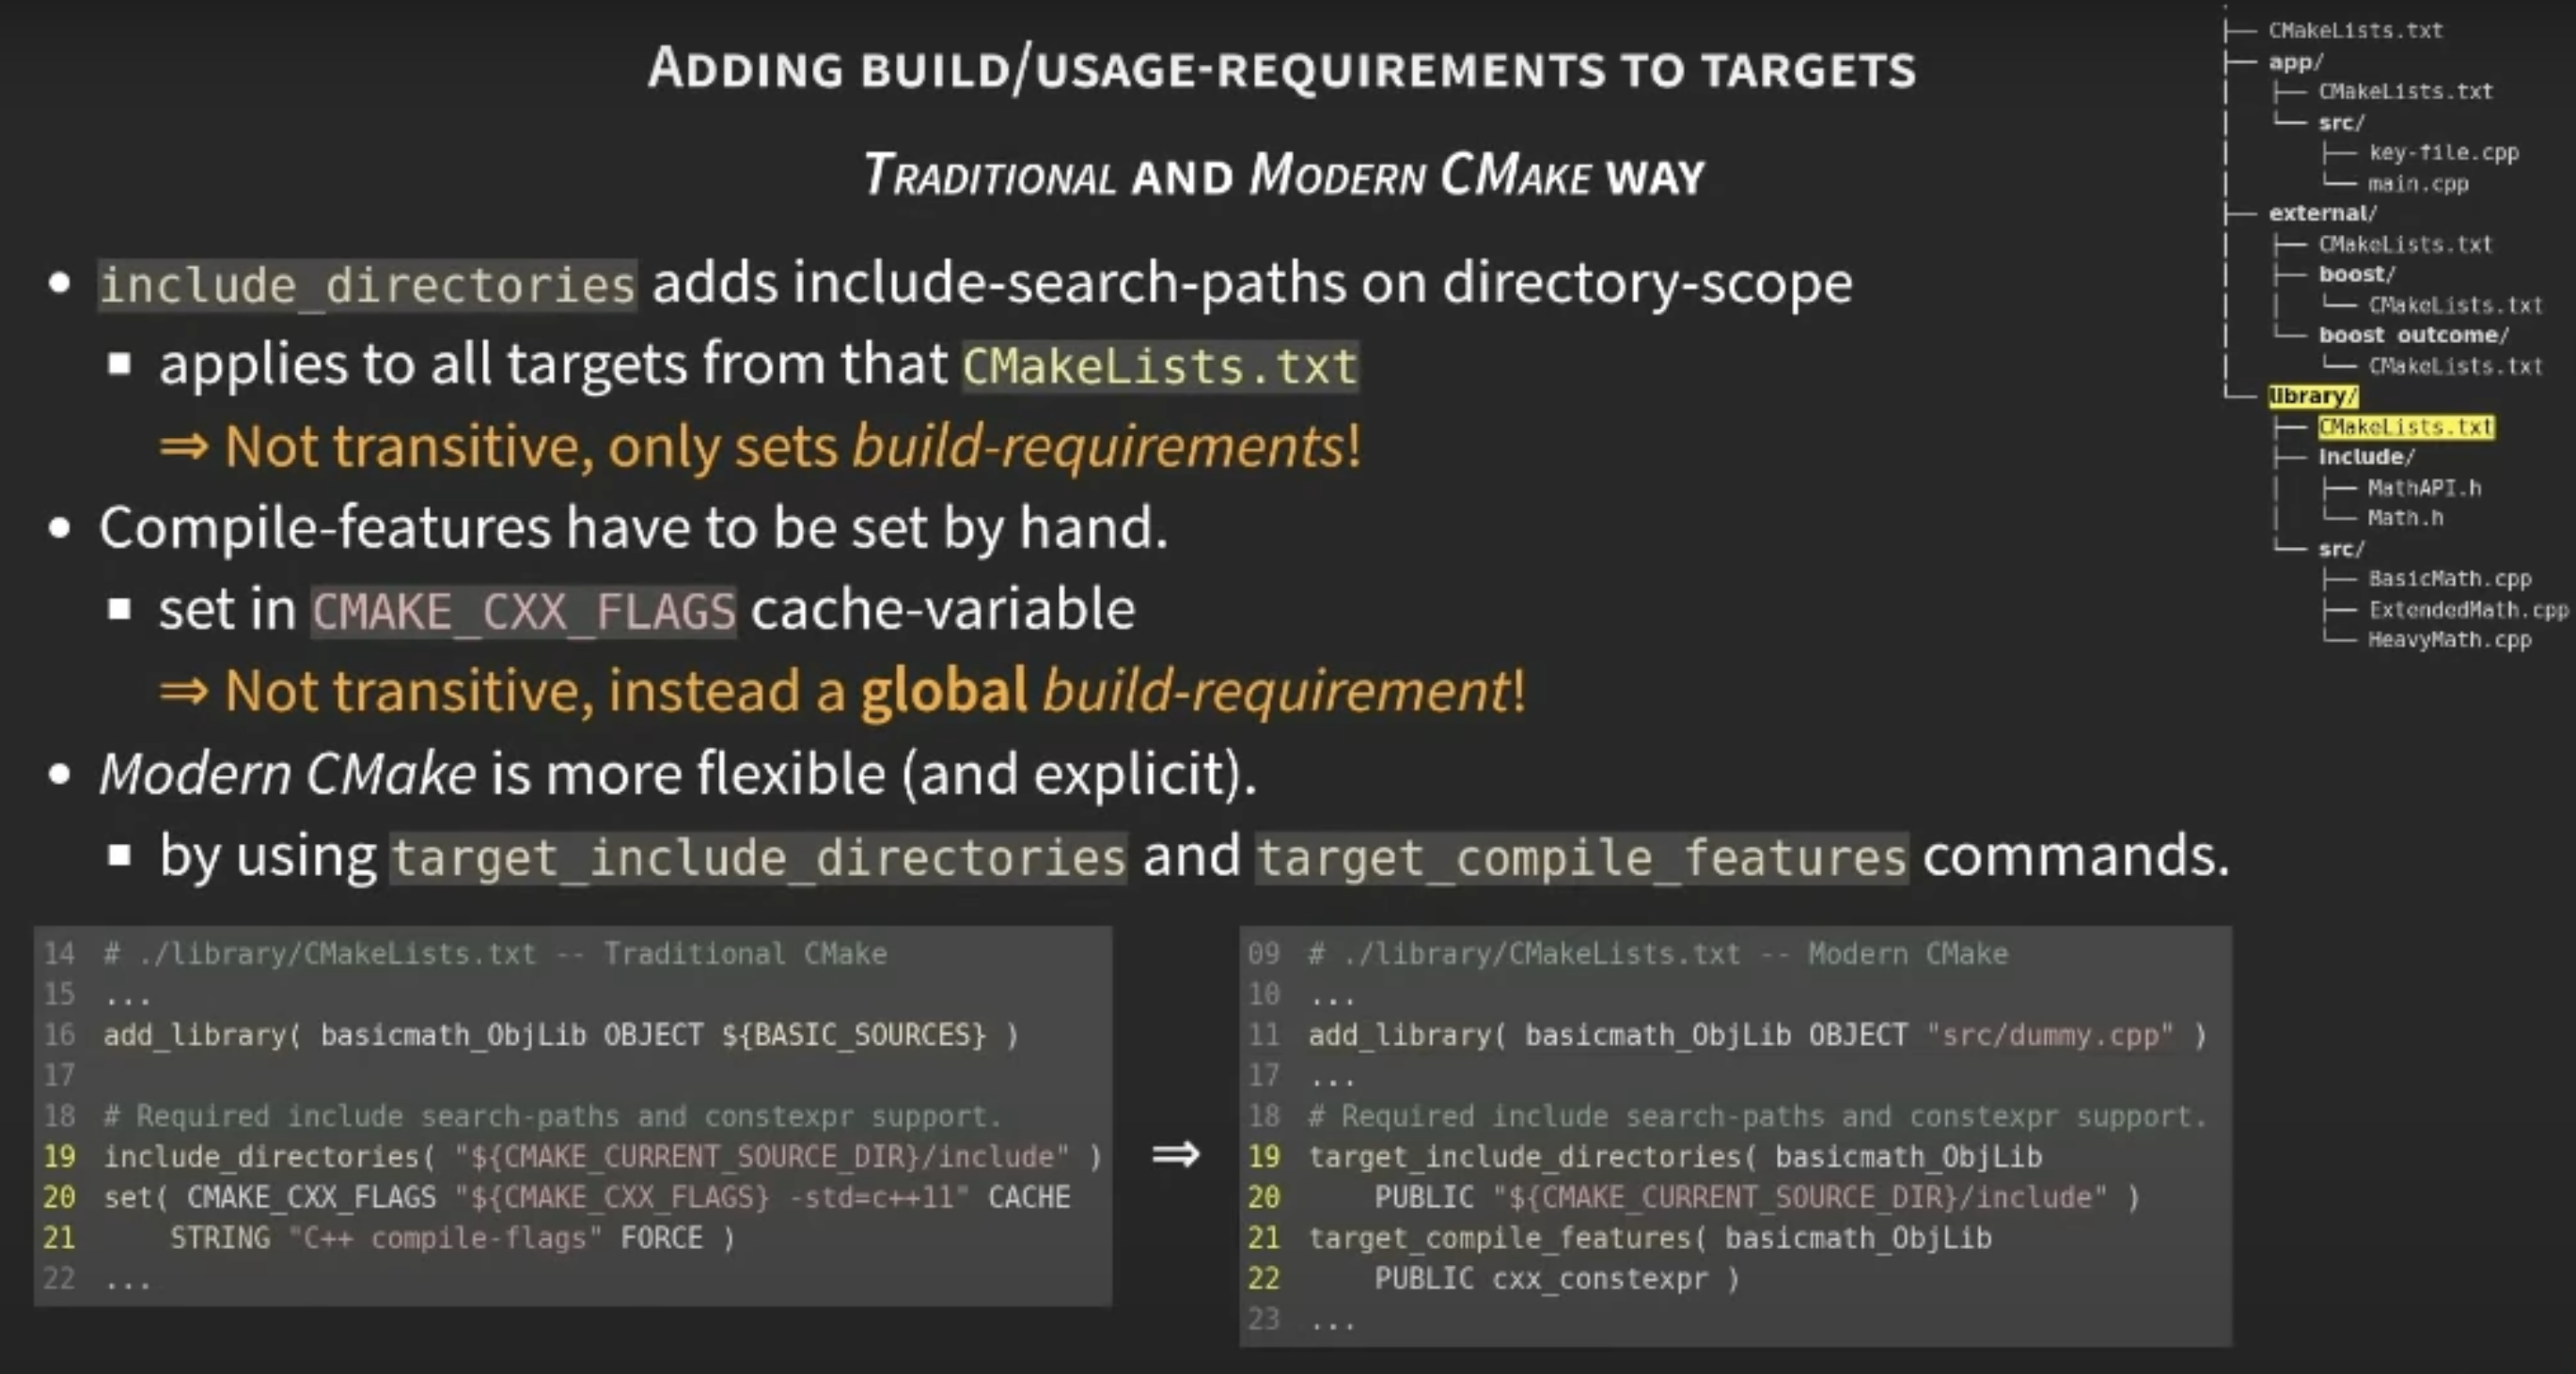 ADDING BUILD/USAGE-REQUIREMENTS TO TARGETS
TRADITIONAL AND MODERN CMAKE WAY
• include_directories adds include-search-paths on directory-scope
▪ applies to all targets from that CMakeLists.txt
⇒ Not transitive, only sets build-requirements!
• Compile-features have to be set by hand.
▪ set in CMAKE_CXX_FLAGS cache-variable
⇒ Not transitive, instead a global build-requirement!
• Modern CMake is more flexible (and explicit).
▪ by using target_include_directories and target_compile_features commands.
14 # ./library/CMakeLists.txt -- Traditional CMake
15 ...
16 add_library( basicmath_ObjLib OBJECT ${BASIC_SOURCES} )
17
18 # Required include search-paths and constexpr support.
19 include_directories( "${CMAKE_CURRENT_SOURCE_DIR}/include" )
20 set( CMAKE_CXX_FLAGS "${CMAKE_CXX_FLAGS} -std=c++11" CACHE
21 STRING "C++ compile-flags" FORCE )
22 ...
⇒
09 # ./library/CMakeLists.txt -- Modern CMake
10 ...
11 add_library( basicmath_ObjLib OBJECT "src/dummy.cpp" )
17 ...
18 # Required include search-paths and constexpr support.
19 target_include_directories( basicmath_ObjLib
20 PUBLIC "${CMAKE_CURRENT_SOURCE_DIR}/include" )
21 target_compile_features( basicmath_ObjLib
22 PUBLIC cxx_constexpr )
23 ...
├── CMakeLists.txt
├── app/
│   ├── CMakeLists.txt
│   └── src/
│       ├── key-file.cpp
│       └── main.cpp
├── external/
│   ├── CMakeLists.txt
│   ├── boost/
│   │   └── CMakeLists.txt
│   └── boost outcome/
│       └── CMakeLists.txt
└── library/
    ├── CMakeLists.txt
    ├── include/
    │   ├── MathAPI.h
    │   └── Math.h
    └── src/
        ├── BasicMath.cpp
        ├── ExtendedMath.cpp
        └── HeavyMath.cpp